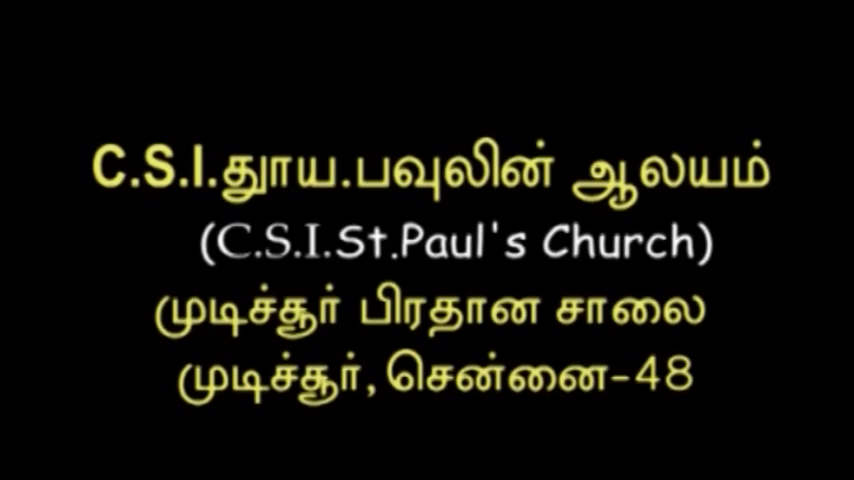 C.S.I.தூய.பவுலின் ஆலயம்
(C.S.I.St.Paul's Church)
முடிச்சூர் பிரதான சாலை
முடிச்சூர், சென்னை-48